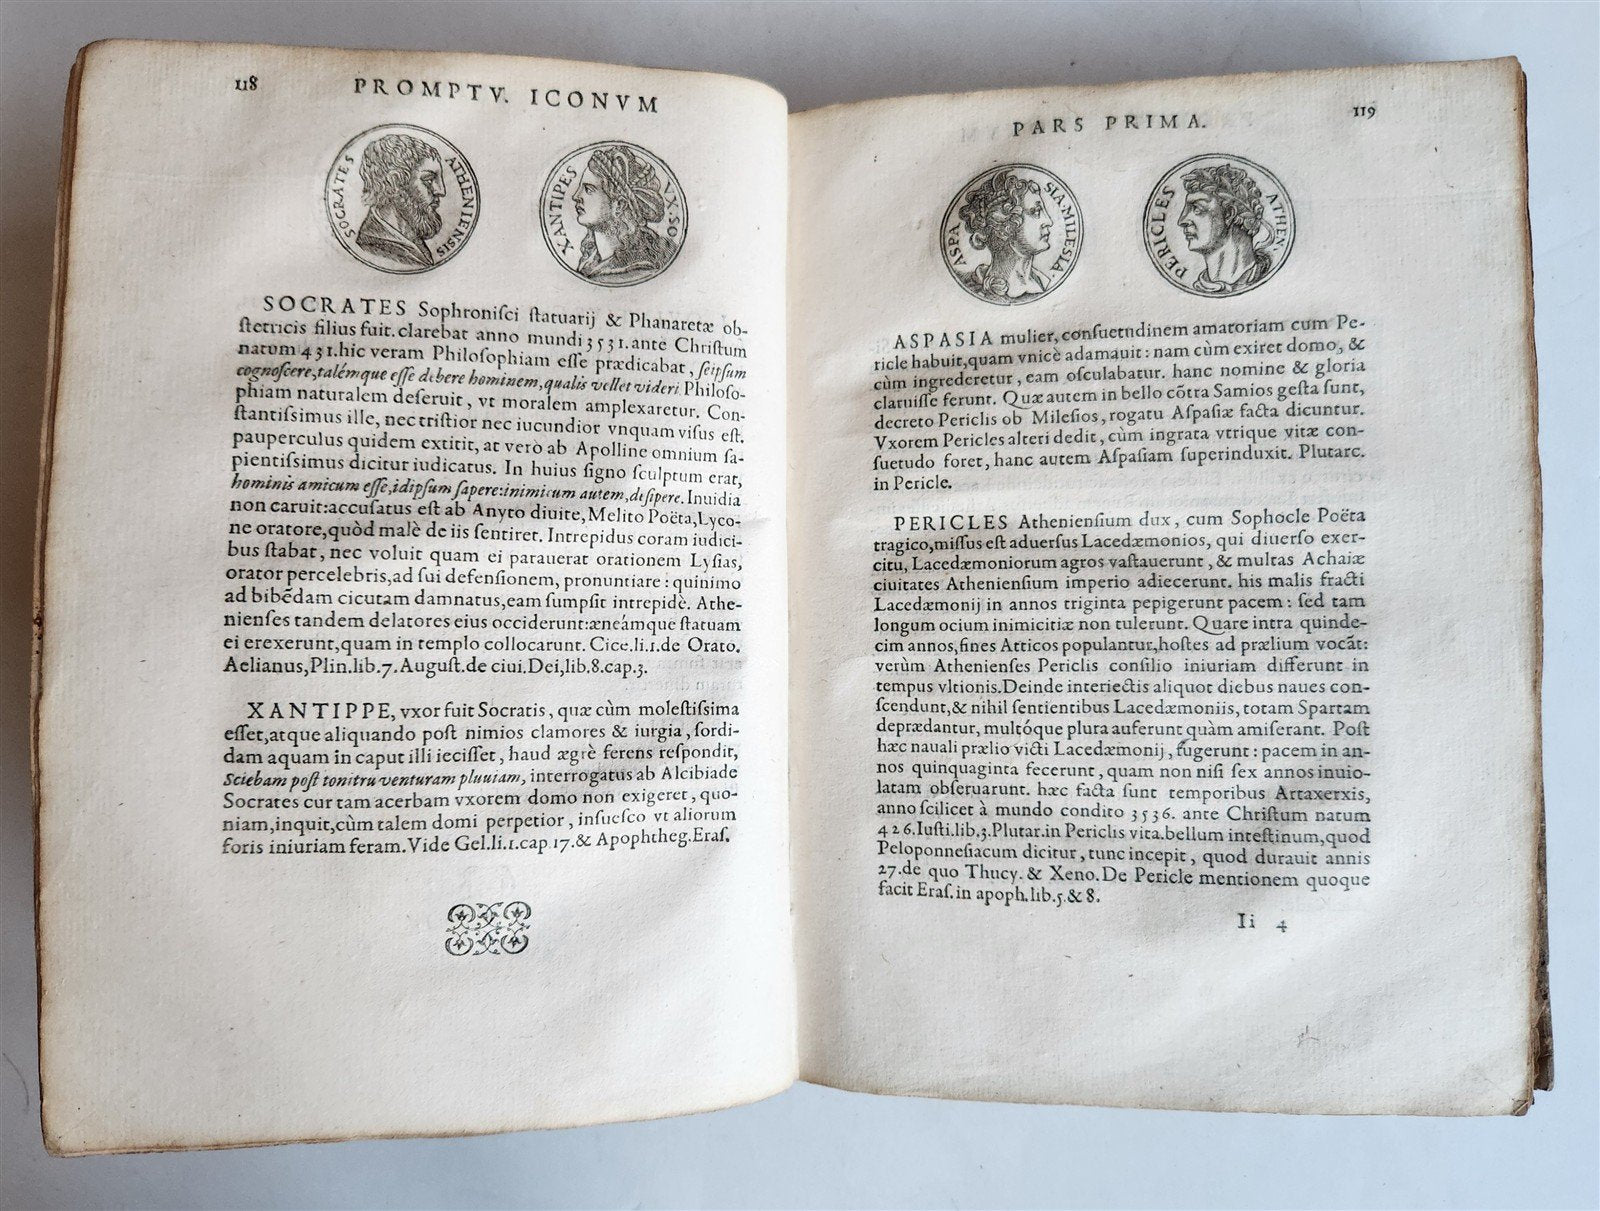 118
PROMPTV. ICONVM
SOCRATES ATHENIENSIS
XANTIPES VX·SO
SOCRATES Sophroniſci ſtatuarij & Phanaretæ ob-
ſtetricis filius fuit. clarebat anno mundi 3531. ante Chriſtum
natum 431. hic veram Philoſophiam eſſe prædicabat, ſeipſum
cognoſcere, talémque eſſe debere hominem, qualis vellet videri. Philoſo-
phiam naturalem deſeruit, vt moralem amplexaretur. Con-
ſtantiſsimus ille, nec triſtior nec iucundior vnquam viſus eſt.
pauperculus quidem extitit, at verò ab Apolline omnium ſa-
pientiſsimus dicitur iudicatus. In huius ſigno ſculptum erat,
hominis amicum eſſe, idipſum ſapere: inimicum autem, deſipere. Inuidia
non caruit: accuſatus eſt ab Anyto diuite, Melito Poëta, Lyco-
ne oratore, quòd malè de iis ſentiret. Intrepidus coram iudici-
bus ſtabat, nec voluit quam ei parauerat orationem Lyſias,
orator percelebris, ad ſui defenſionem, pronuntiare: quinimo
ad bibēdam cicutam damnatus, eam ſumpſit intrepidè. Athe-
nienſes tandem delatores eius occiderunt: æneámque ſtatuam
ei erexerunt, quam in templo collocarunt. Cice. li. 1. de Orato.
Aelianus, Plin. lib. 7. Auguſt. de ciui. Dei, lib. 8. cap. 3.
XANTIPPE, vxor fuit Socratis, quæ cùm moleſtiſsima
eſſet, atque aliquando poſt nimios clamores & iurgia, ſordi-
dam aquam in caput illi ieciſſet, haud ægrè ferens reſpondit,
Sciebam poſt tonitru venturam pluuiam, interrogatus ab Alcibiade
Socrates cur tam acerbam vxorem domo non exigeret, quo-
niam, inquit, cùm talem domi perpetior, inſueſco vt aliorum
foris iniuriam feram. Vide Gel. li. 1. cap. 17. & Apophtheg. Eraſ.
119
PARS PRIMA.
ASPASIA·MILESIA·
PERICLES ATHEN.
ASPASIA mulier, conſuetudinem amatoriam cum Pe-
ricle habuit, quam vnicè adamauit: nam cùm exiret domo, &
cùm ingrederetur, eam oſculabatur. hanc nomine & gloria
claruiſſe ferunt. Quæ autem in bello cōtra Samios geſta ſunt,
decreto Periclis ob Mileſios, rogatu Aſpaſiæ facta dicuntur.
Vxorem Pericles alteri dedit, cùm ingrata vtrique vitæ con-
ſuetudo foret, hanc autem Aſpaſiam ſuperinduxit. Plutarc.
in Pericle.
PERICLES Athenienſium dux, cum Sophocle Poëta
tragico, miſſus eſt aduerſus Lacedæmonios, qui diuerſo exer-
citu, Lacedæmoniorum agros vaſtauerunt, & multas Achaiæ
ciuitates Athenienſium imperio adiecerunt. his malis fracti
Lacedæmonij in annos triginta pepigerunt pacem: ſed tam
longum ocium inimicitiæ non tulerunt. Quare intra quinde-
cim annos, fines Atticos populantur, hoſtes ad prælium vocāt:
verùm Athenienſes Periclis conſilio iniuriam differunt in
tempus vltionis. Deinde interiectis aliquot diebus naues con-
ſcendunt, & nihil ſentientibus Lacedæmoniis, totam Spartam
deprædantur, multóque plura auferunt quàm amiſerant. Poſt
hæc nauali prælio victi Lacedæmonij, fugerunt: pacem in an-
nos quinquaginta fecerunt, quam non niſi ſex annos inuio-
latam obſeruarunt. hæc facta ſunt temporibus Artaxerxis,
anno ſcilicet à mundo condito 3536. ante Chriſtum natum
426. Iuſti. lib. 3. Plutar. in Periclis vita. bellum inteſtinum, quod
Peloponneſiacum dicitur, tunc incepit, quod durauit annis
27. de quo Thucy. & Xeno. De Pericle mentionem quoque
facit Eraſ. in apoph. lib. 5. & 8.
Ii 4